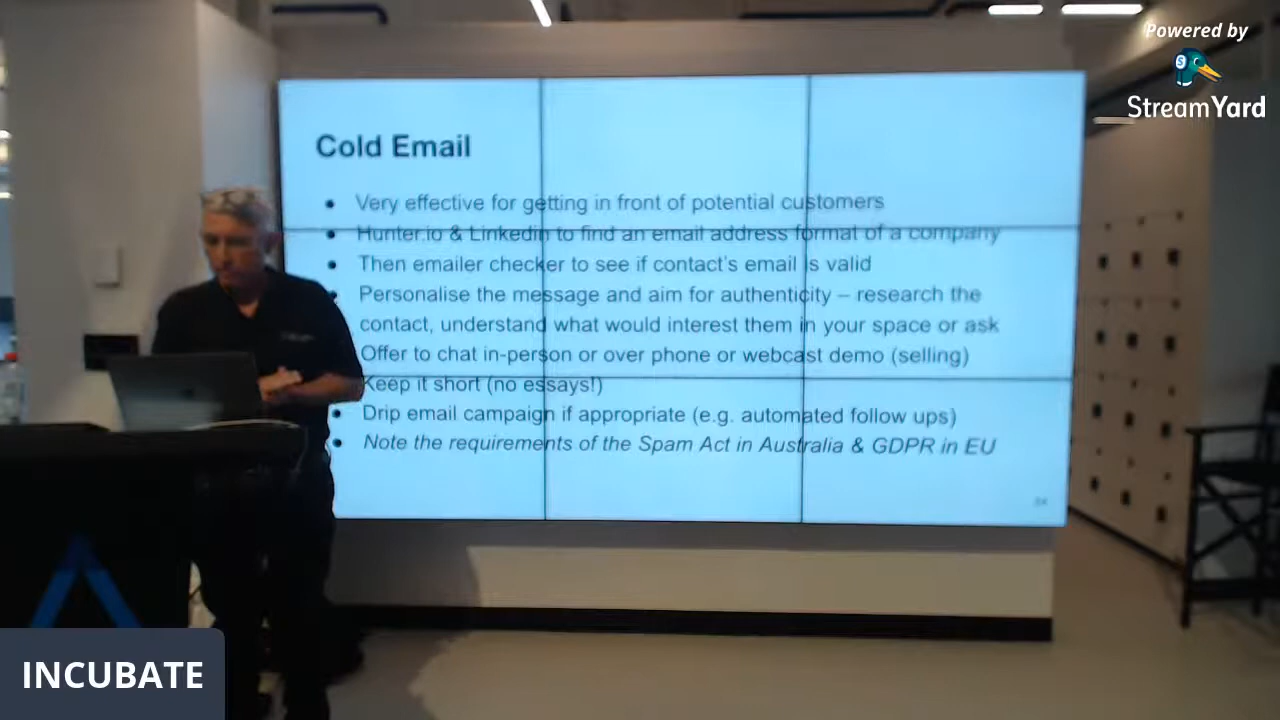 Powered by
StreamYard
Cold Email
• Very effective for getting in front of potential customers
• Hunter.io & Linkedin to find an email address format of a company
• Then emailer checker to see if contact's email is valid
• Personalise the message and aim for authenticity – research the
contact, understand what would interest them in your space or ask
Offer to chat in-person or over phone or webcast demo (selling)
Keep it short (no essays!)
• Drip email campaign if appropriate (e.g. automated follow ups)
• Note the requirements of the Spam Act in Australia & GDPR in EU
INCUBATE